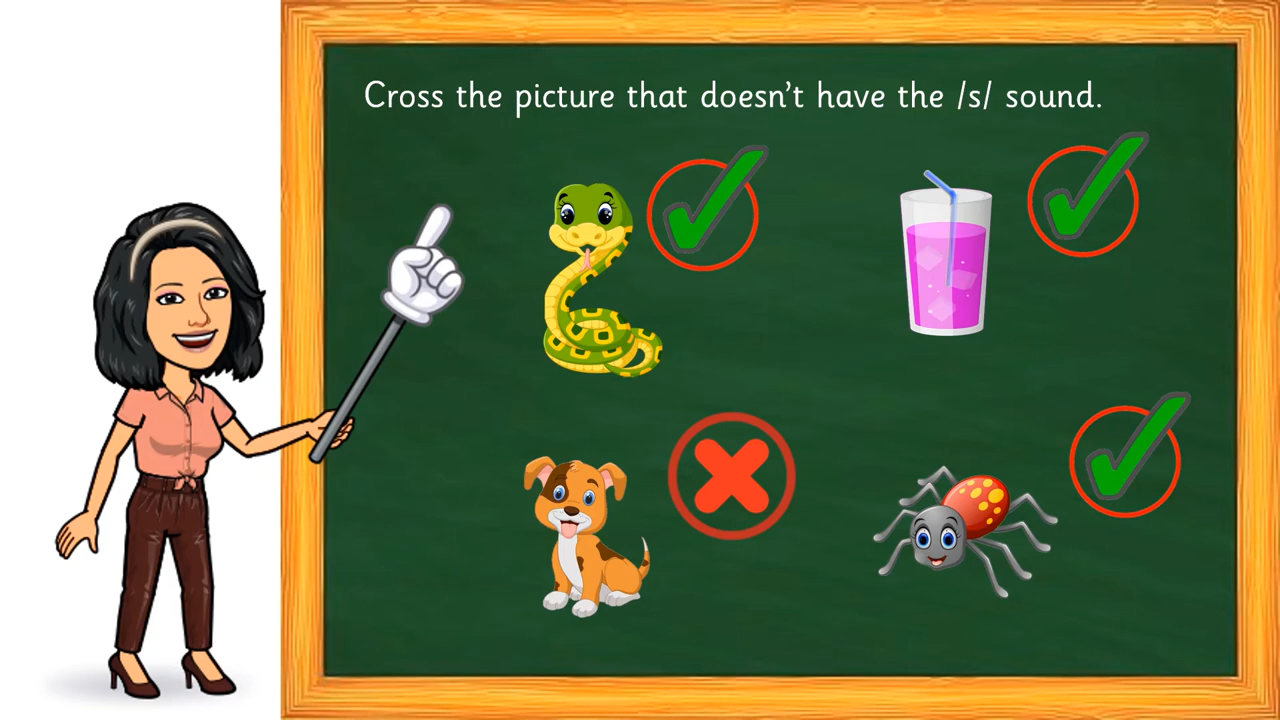 Cross the picture that doesn’t have the /s/ sound.